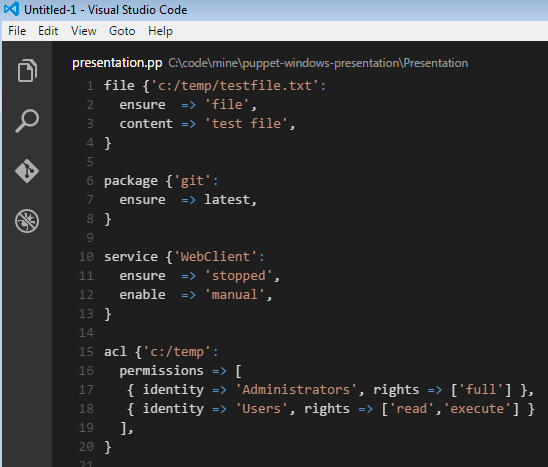 Untitled-1 - Visual Studio Code
File Edit View Goto Help
presentation.pp C:\code\mine\puppet-windows-presentation\Presentation
1 file {'c:/temp/testfile.txt':
2   ensure  => 'file',
3   content => 'test file',
4 }
5
6 package {'git':
7   ensure  => latest,
8 }
9
10 service {'WebClient':
11   ensure  => 'stopped',
12   enable  => 'manual',
13 }
14
15 acl {'c:/temp':
16   permissions => [
17    { identity => 'Administrators', rights => ['full'] },
18    { identity => 'Users', rights => ['read','execute'] }
19   ],
20 }
21